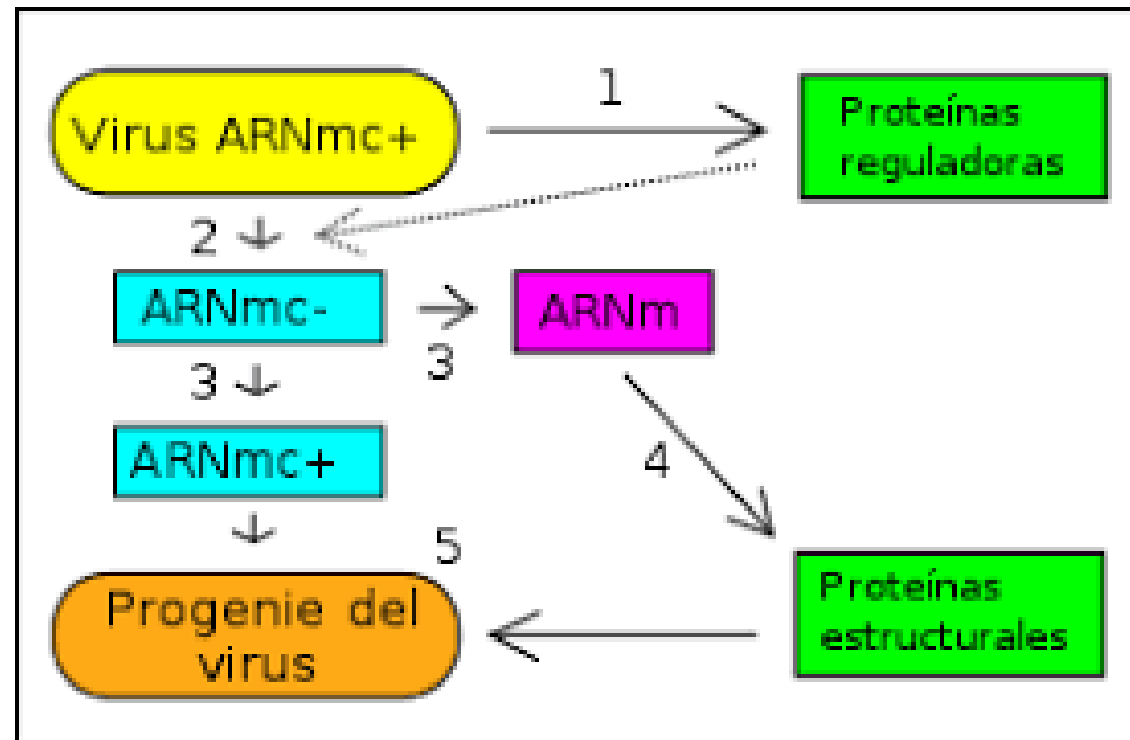 1
Virus ARNmc+
Proteínas
reguladoras
2
ARNmc-
ARNm
3
3
ARNmc+
4
5
Progenie del
virus
Proteínas
estructurales